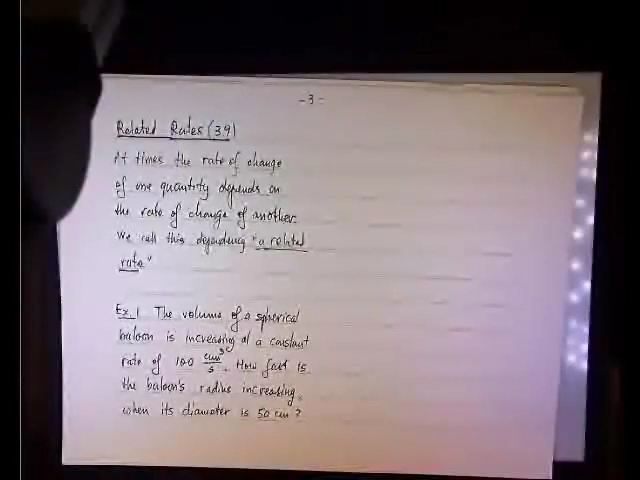 -3-
Related Rates (3.9)
At times the rate of change
of one quantity depends on
the rate of change of another.
We call this dependency "a related
rate"
Ex.1 The volume of a spherical
baloon is increasing at a constant
rate of 100 cm³/s. How fast is
the baloon's radius increasing
when its diameter is 50 cm?